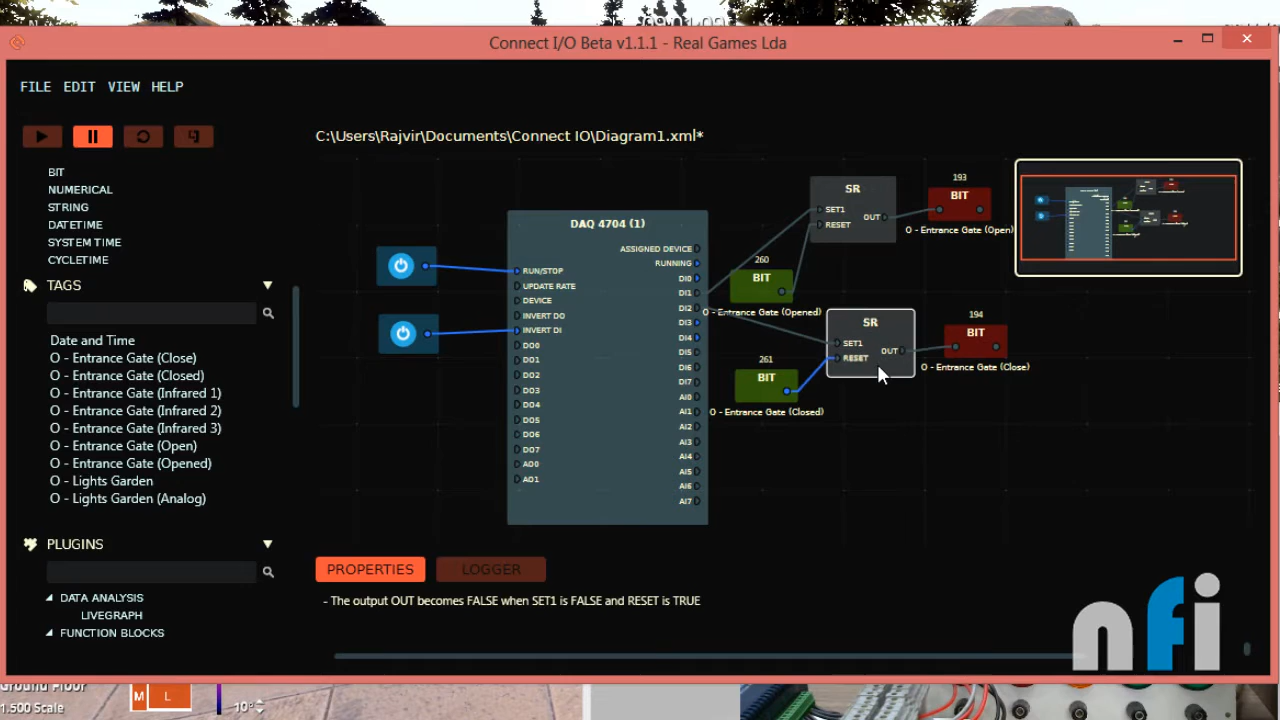 Connect I/O Beta v1.1.1 - Real Games Lda
FILE EDIT VIEW HELP
C:\Users\Rajvir\Documents\Connect IO\Diagram1.xml*
BIT
NUMERICAL
STRING
DATETIME
SYSTEM TIME
CYCLETIME
TAGS
Date and Time
O - Entrance Gate (Close)
O - Entrance Gate (Closed)
O - Entrance Gate (Infrared 1)
O - Entrance Gate (Infrared 2)
O - Entrance Gate (Infrared 3)
O - Entrance Gate (Open)
O - Entrance Gate (Opened)
O - Lights Garden
O - Lights Garden (Analog)
PLUGINS
DATA ANALYSIS
LIVEGRAPH
FUNCTION BLOCKS
DAQ 4704 (1)
RUN/STOP
UPDATE RATE
DEVICE
INVERT DO
INVERT DI
DO0
DO1
DO2
DO3
DO4
DO5
DO6
DO7
AO0
AO1
ASSIGNED DEVICE
RUNNING
DI0
DI1
DI2
DI3
DI4
DI5
DI6
DI7
AI0
AI1
AI2
AI3
AI4
AI5
AI6
AI7
SR
SET1
RESET
OUT
193
BIT
O - Entrance Gate (Open)
260
BIT
O - Entrance Gate (Opened)
SR
SET1
RESET
OUT
194
BIT
O - Entrance Gate (Close)
261
BIT
O - Entrance Gate (Closed)
PROPERTIES LOGGER
- The output OUT becomes FALSE when SET1 is FALSE and RESET is TRUE
nfi
Ground Floor
1.500 Scale
M L
10°